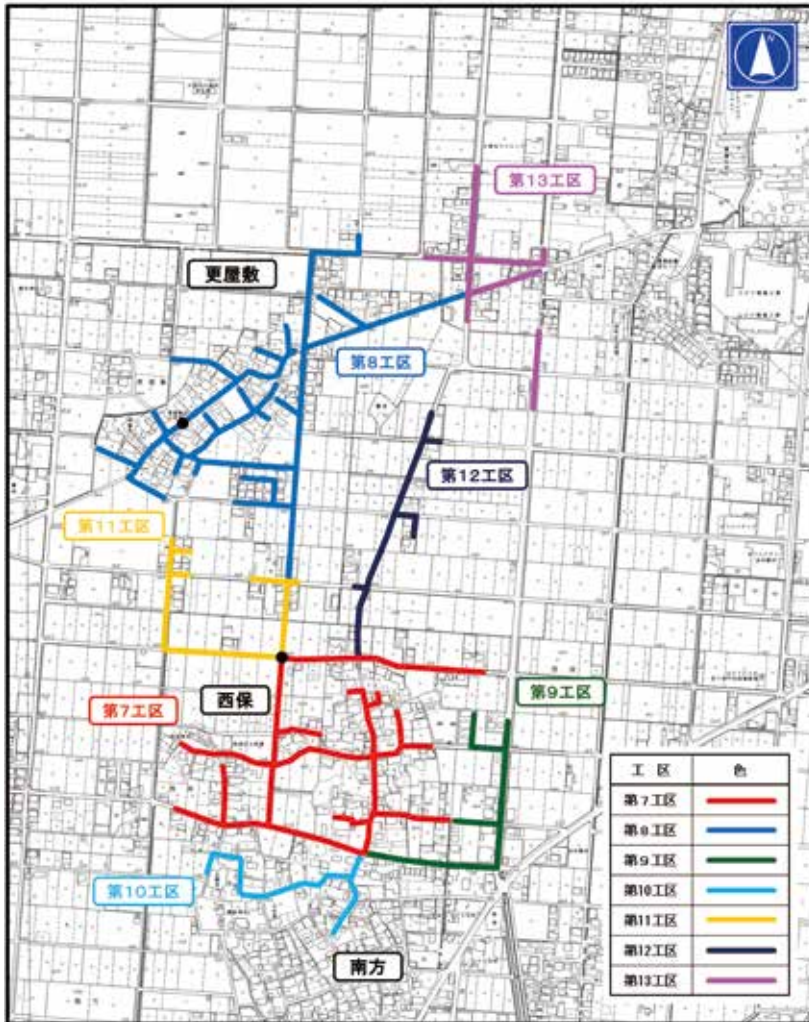 N
第13工区
更屋敷
第8工区
第12工区
第11工区
西保
第9工区
第7工区
第10工区
南方
工区 色
第7工区
第8工区
第9工区
第10工区
第11工区
第12工区
第13工区